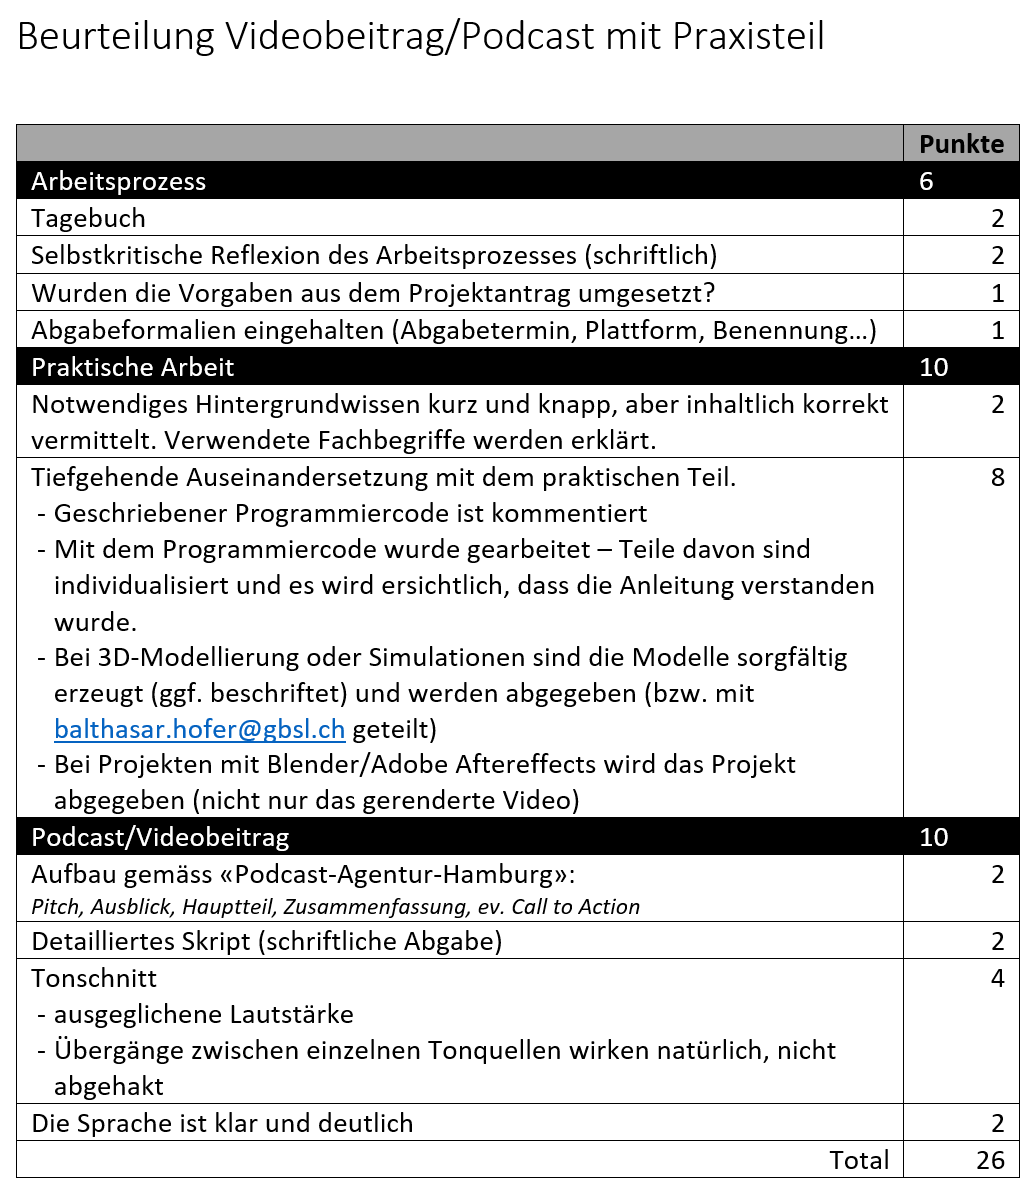 Beurteilung Videobeitrag/Podcast mit Praxisteil
Punkte
Arbeitsprozess 6
Tagebuch 2
Selbstkritische Reflexion des Arbeitsprozesses (schriftlich) 2
Wurden die Vorgaben aus dem Projektantrag umgesetzt? 1
Abgabeformalien eingehalten (Abgabetermin, Plattform, Benennung…) 1
Praktische Arbeit 10
Notwendiges Hintergrundwissen kurz und knapp, aber inhaltlich korrekt 2
vermittelt. Verwendete Fachbegriffe werden erklärt.
Tiefgehende Auseinandersetzung mit dem praktischen Teil. 8
- Geschriebener Programmiercode ist kommentiert
- Mit dem Programmiercode wurde gearbeitet – Teile davon sind
individualisiert und es wird ersichtlich, dass die Anleitung verstanden
wurde.
- Bei 3D-Modellierung oder Simulationen sind die Modelle sorgfältig
erzeugt (ggf. beschriftet) und werden abgegeben (bzw. mit
balthasar.hofer@gbsl.ch geteilt)
- Bei Projekten mit Blender/Adobe Aftereffects wird das Projekt
abgegeben (nicht nur das gerenderte Video)
Podcast/Videobeitrag 10
Aufbau gemäss «Podcast-Agentur-Hamburg»: 2
Pitch, Ausblick, Hauptteil, Zusammenfassung, ev. Call to Action
Detailliertes Skript (schriftliche Abgabe) 2
Tonschnitt 4
- ausgeglichene Lautstärke
- Übergänge zwischen einzelnen Tonquellen wirken natürlich, nicht
abgehakt
Die Sprache ist klar und deutlich 2
Total 26